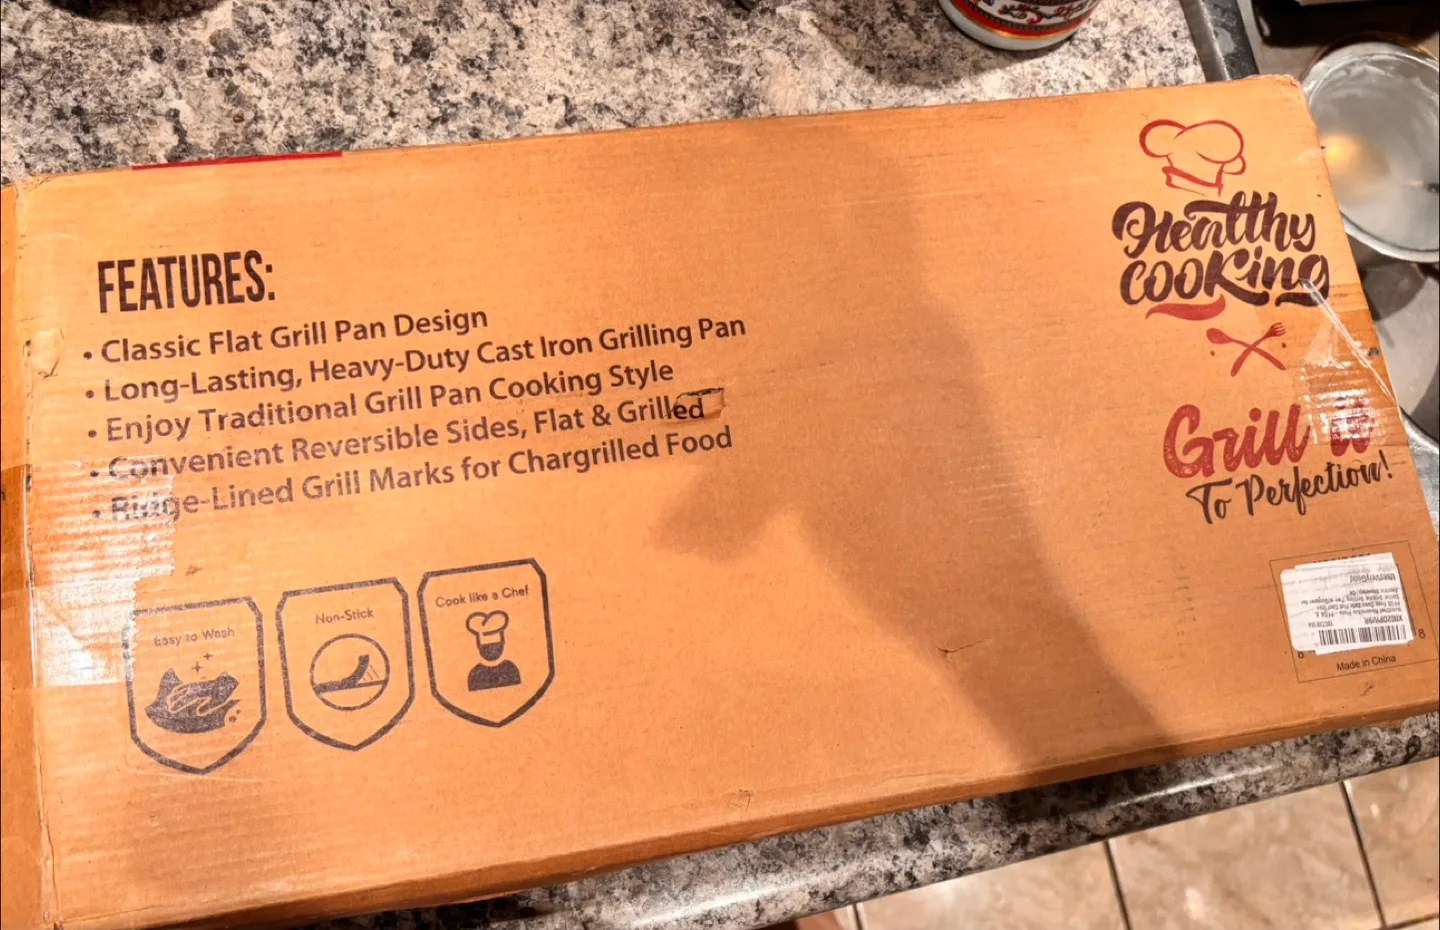 FEATURES:
• Classic Flat Grill Pan Design
• Long-Lasting, Heavy-Duty Cast Iron Grilling Pan
• Enjoy Traditional Grill Pan Cooking Style
• Convenient Reversible Sides, Flat & Grilled
• Ridge-Lined Grill Marks for Chargrilled Food
Easy to Wash
Non-Stick
Cook like a Chef
Healthy
Cooking
Grill it
To Perfection!
8
Made in China